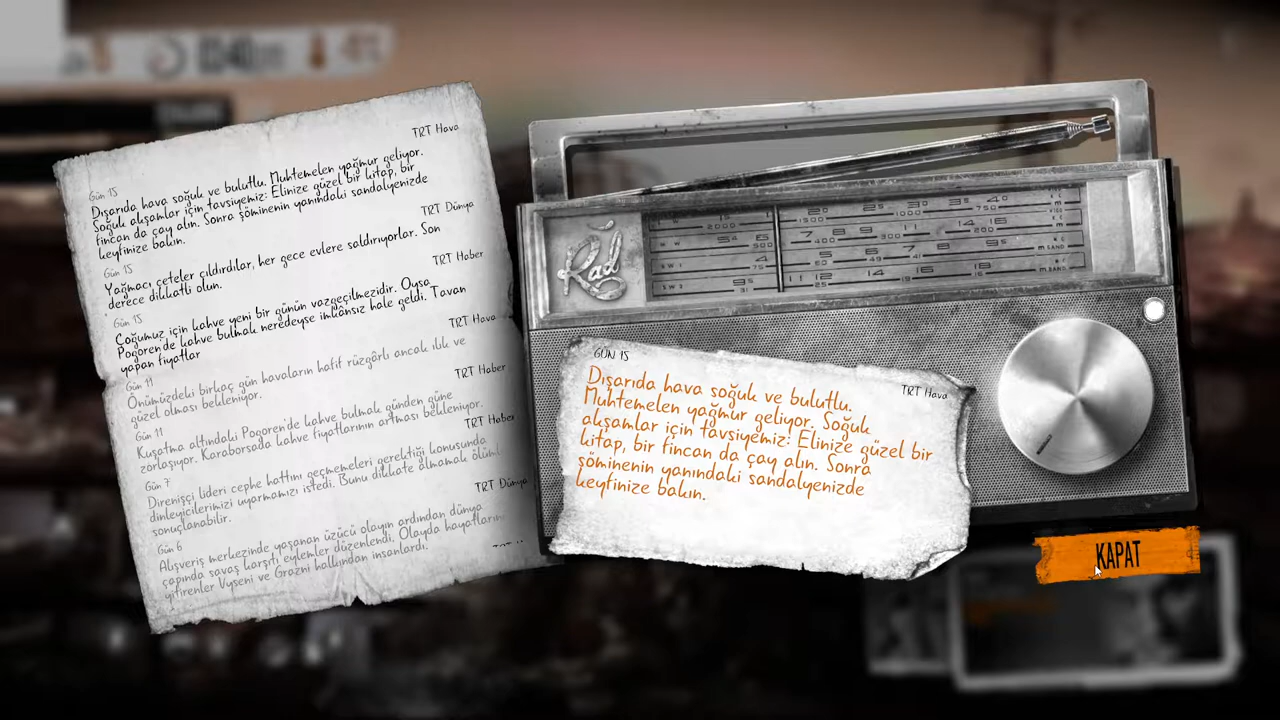 TRT Hava
Gün 15
Dışarıda hava soğuk ve bulutlu. Muhtemelen yağmur geliyor.
Soğuk akşamlar için tavsiyemiz: Elinize güzel bir kitap, bir
fincan da çay alın. Sonra şöminenin yanındaki sandalyenizde
keyfinize bakın.
TRT Dünya
Gün 15
Yağmacı çeteler çıldırdılar, her gece evlere saldırıyorlar. Son
derece dikkatli olun.
TRT Haber
Gün 15
Çoğumuz için kahve yeni bir günün vazgeçilmezidir. Oysa
Pogoren'de kahve bulmak neredeyse imkansız hale geldi. Tavan
yapan fiyatlar
TRT Hava
Gün 11
Önümüzdeki birkaç gün havaların hafif rüzgârlı ancak ılık ve
güzel olması bekleniyor.
TRT Haber
Gün 11
Kuşatma altındaki Pogoren'de kahve bulmak günden güne
zorlaşıyor. Karaborsada kahve fiyatlarının artması bekleniyor.
TRT Haber
Gün 7
Direnişçi lideri cephe hattını geçmemeleri gerektiği konusunda
dinleyicilerimizi uyarmamızı istedi. Bunu dikkate almamak ölüml
sonuçlanabilir.
TRT Dünya
Gün 6
Alışveriş merkezinde yaşanan üzücü olayın ardından dünya
çapında savaş karşıtı eylemler düzenlendi. Olayda hayatlarını
yitirenler Vyseni ve Grazni halkından insanlardı.
Rad
GÜN 15
TRT Hava
Dışarıda hava soğuk ve bulutlu.
Muhtemelen yağmur geliyor. Soğuk
akşamlar için tavsiyemiz: Elinize güzel bir
kitap, bir fincan da çay alın. Sonra
şöminenin yanındaki sandalyenizde
keyfinize bakın.
KAPAT